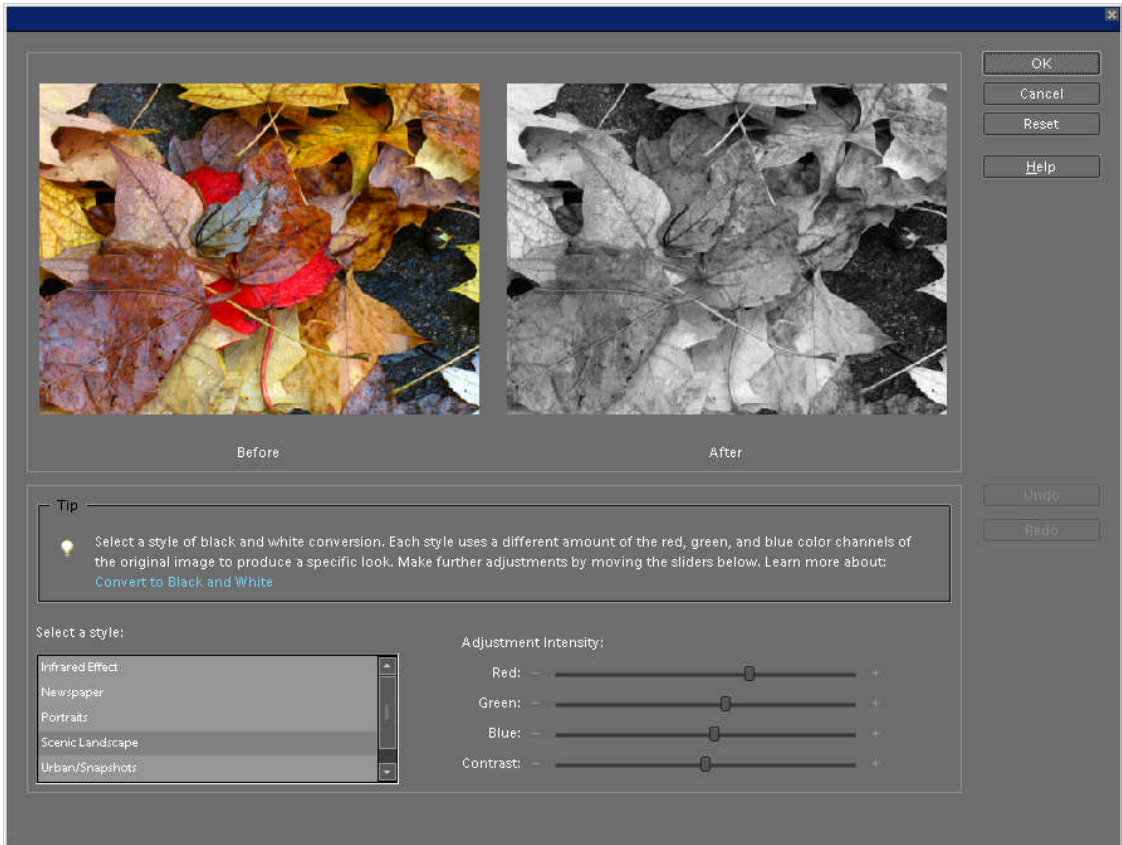 OK
Cancel
Reset
Help
Before
After
Undo
Redo
Tip
Select a style of black and white conversion. Each style uses a different amount of the red, green, and blue color channels of
the original image to produce a specific look. Make further adjustments by moving the sliders below. Learn more about:
Convert to Black and White
Select a style:
Infrared Effect
Newspaper
Portraits
Scenic Landscape
Urban/Snapshots
Adjustment Intensity:
Red: - +
Green: - +
Blue: - +
Contrast: - +